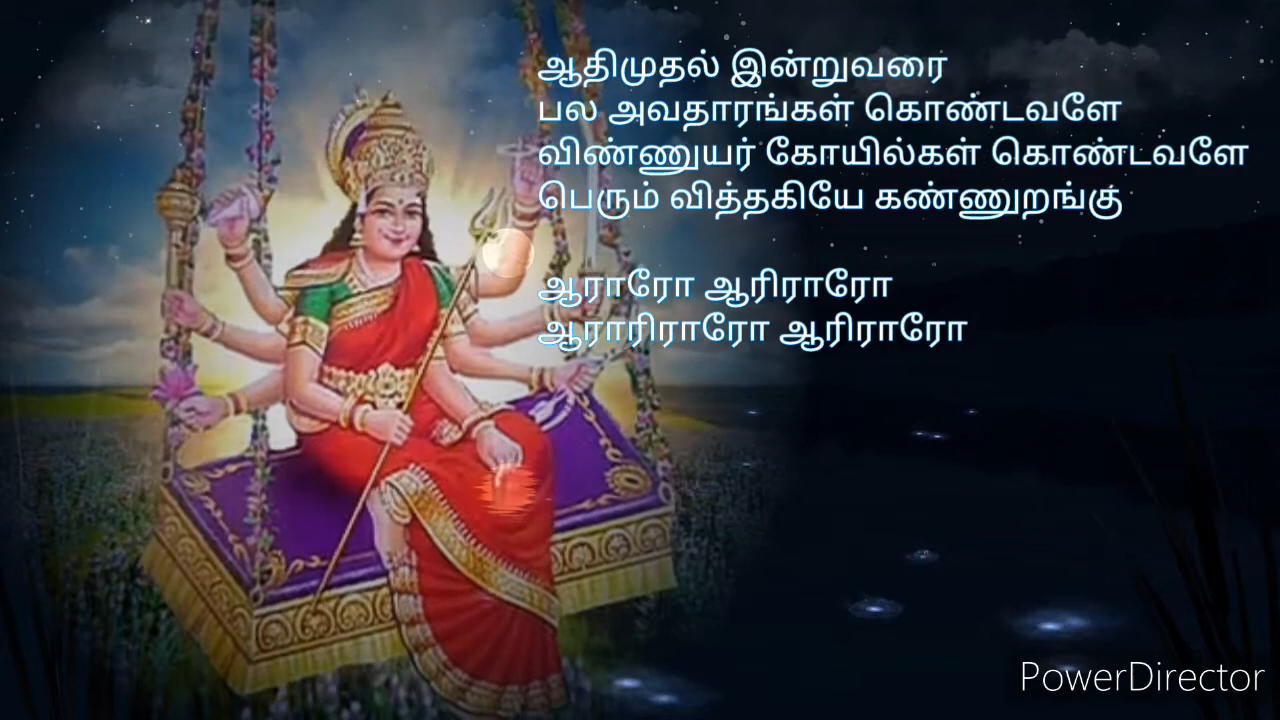 ஆதிமுதல் இன்றுவரை
பல அவதாரங்கள் கொண்டவளே
விண்ணுயர் கோயில்கள் கொண்டவளே
பெரும் வித்தகியே கண்ணுறங்கு
ஆராரோ ஆரிராரோ
ஆராரிராரோ ஆரிராரோ
PowerDirector